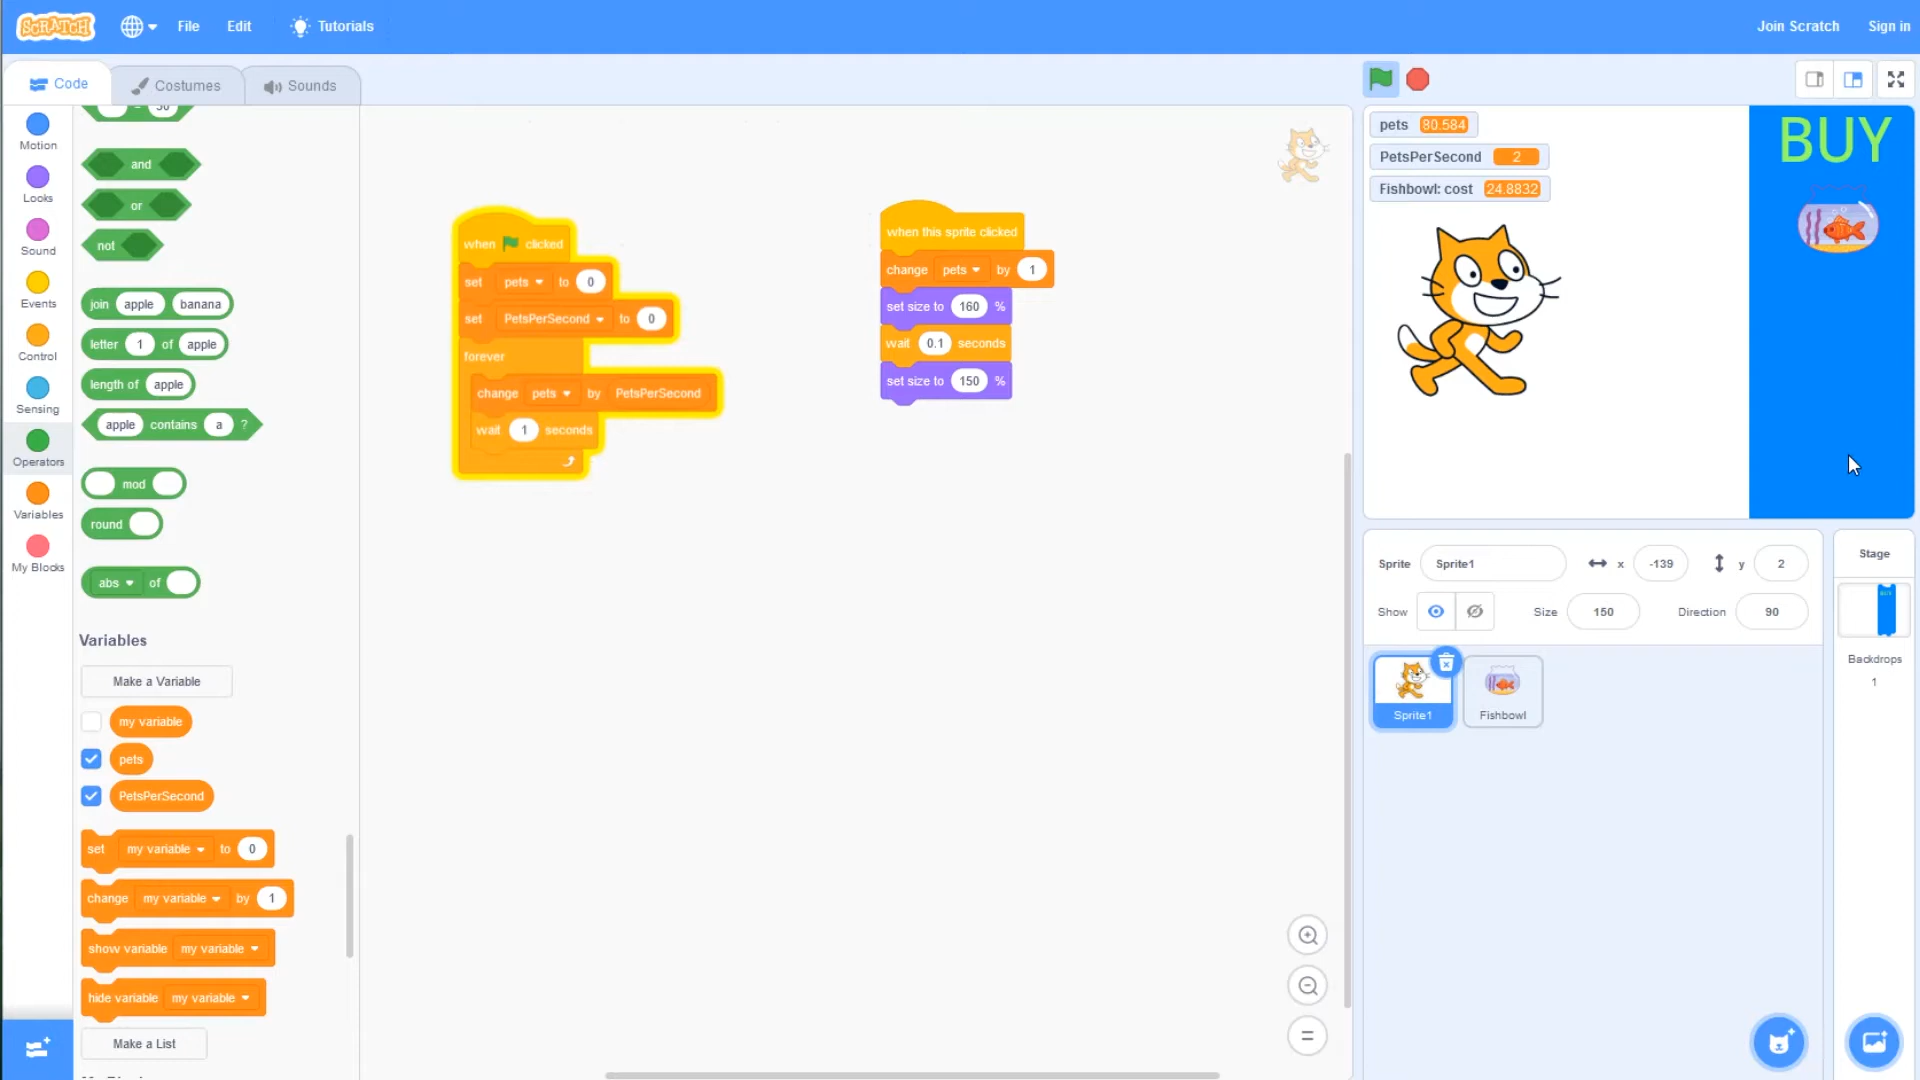 SCRATCH
File
Edit
Tutorials
Join Scratch
Sign in
Code
Costumes
Sounds
Motion
Looks
Sound
Events
Control
Sensing
Operators
Variables
My Blocks
and
or
not
join apple banana
letter 1 of apple
length of apple
apple contains a ?
mod
round
abs of
Variables
Make a Variable
my variable
pets
PetsPerSecond
set my variable to 0
change my variable by 1
show variable my variable
hide variable my variable
Make a List
when clicked
set pets to 0
set PetsPerSecond to 0
forever
change pets by PetsPerSecond
wait 1 seconds
when this sprite clicked
change pets by 1
set size to 160 %
wait 0.1 seconds
set size to 150 %
pets 80.584
PetsPerSecond 2
Fishbowl: cost 24.8832
BUY
Sprite Sprite1 x -139 y 2
Show Size 150 Direction 90
Sprite1
Fishbowl
Stage
Backdrops
1